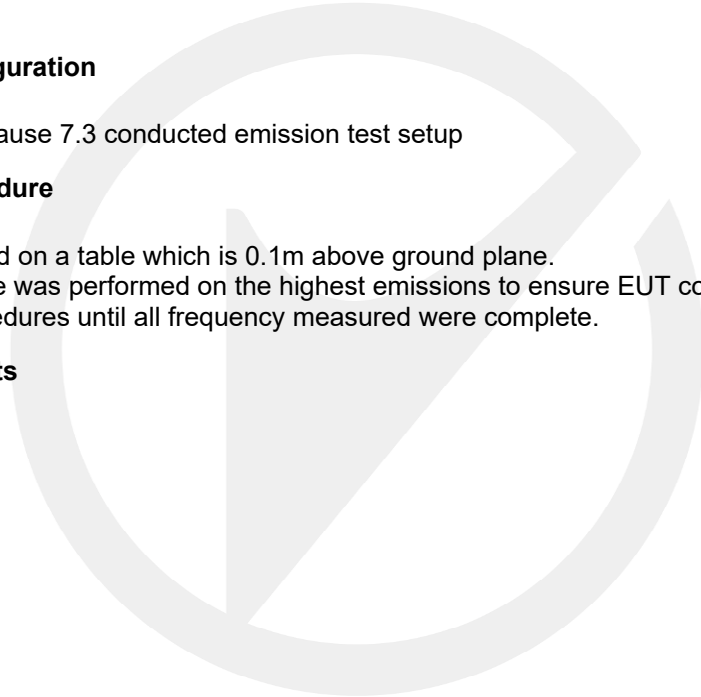 guration
ause 7.3 conducted emission test setup
dure
d on a table which is 0.1m above ground plane.
e was performed on the highest emissions to ensure EUT co
edures until all frequency measured were complete.
ts